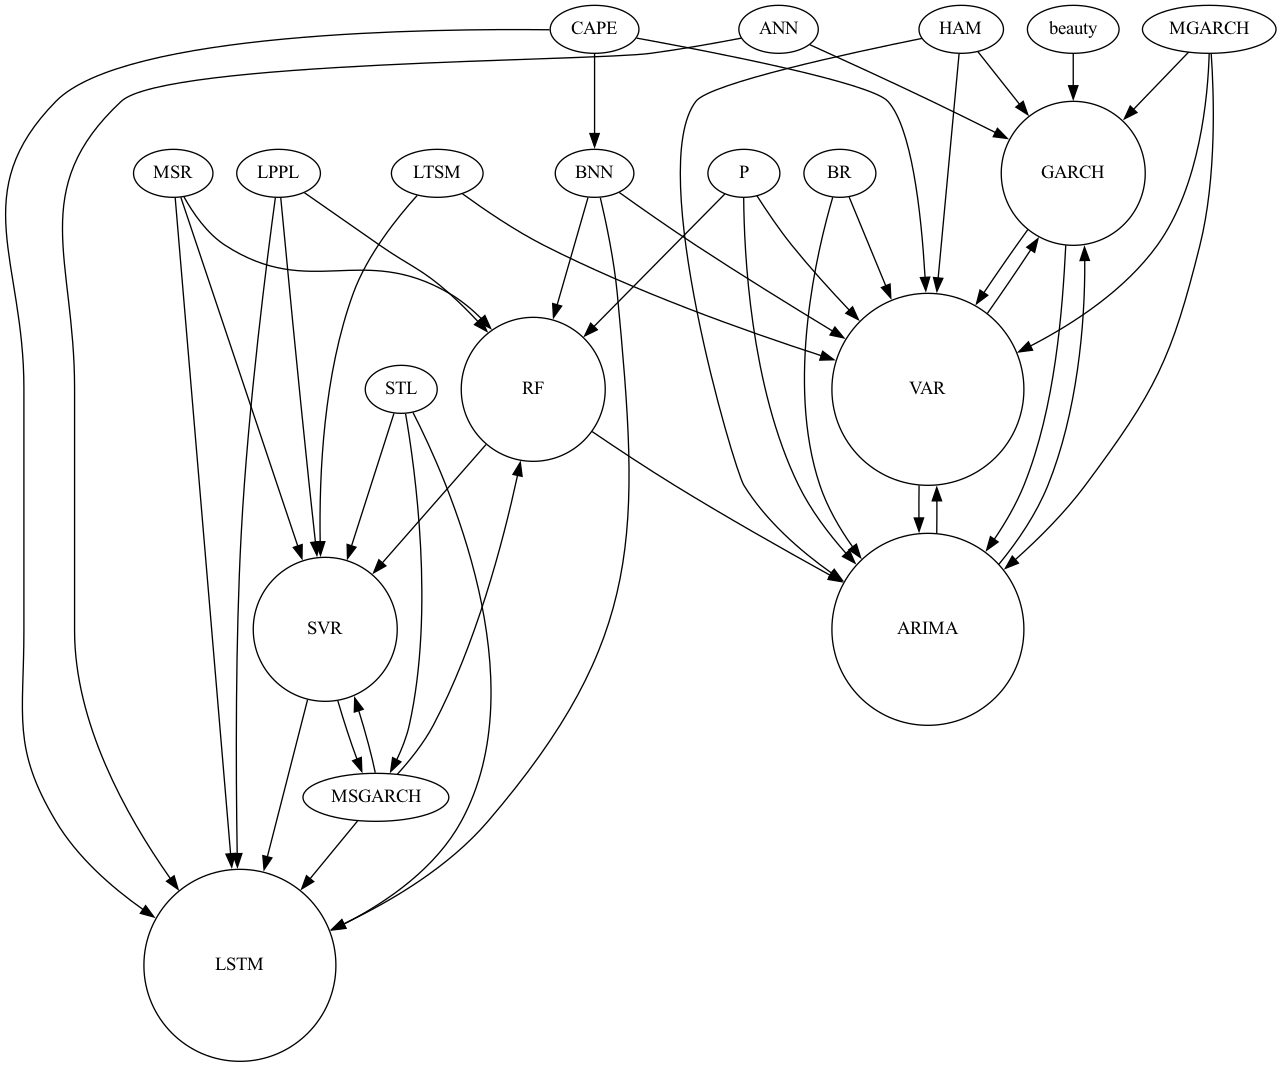 CAPE
ANN
HAM
beauty
MGARCH
MSR
LPPL
LTSM
BNN
P
BR
GARCH
STL
RF
VAR
SVR
ARIMA
MSGARCH
LSTM